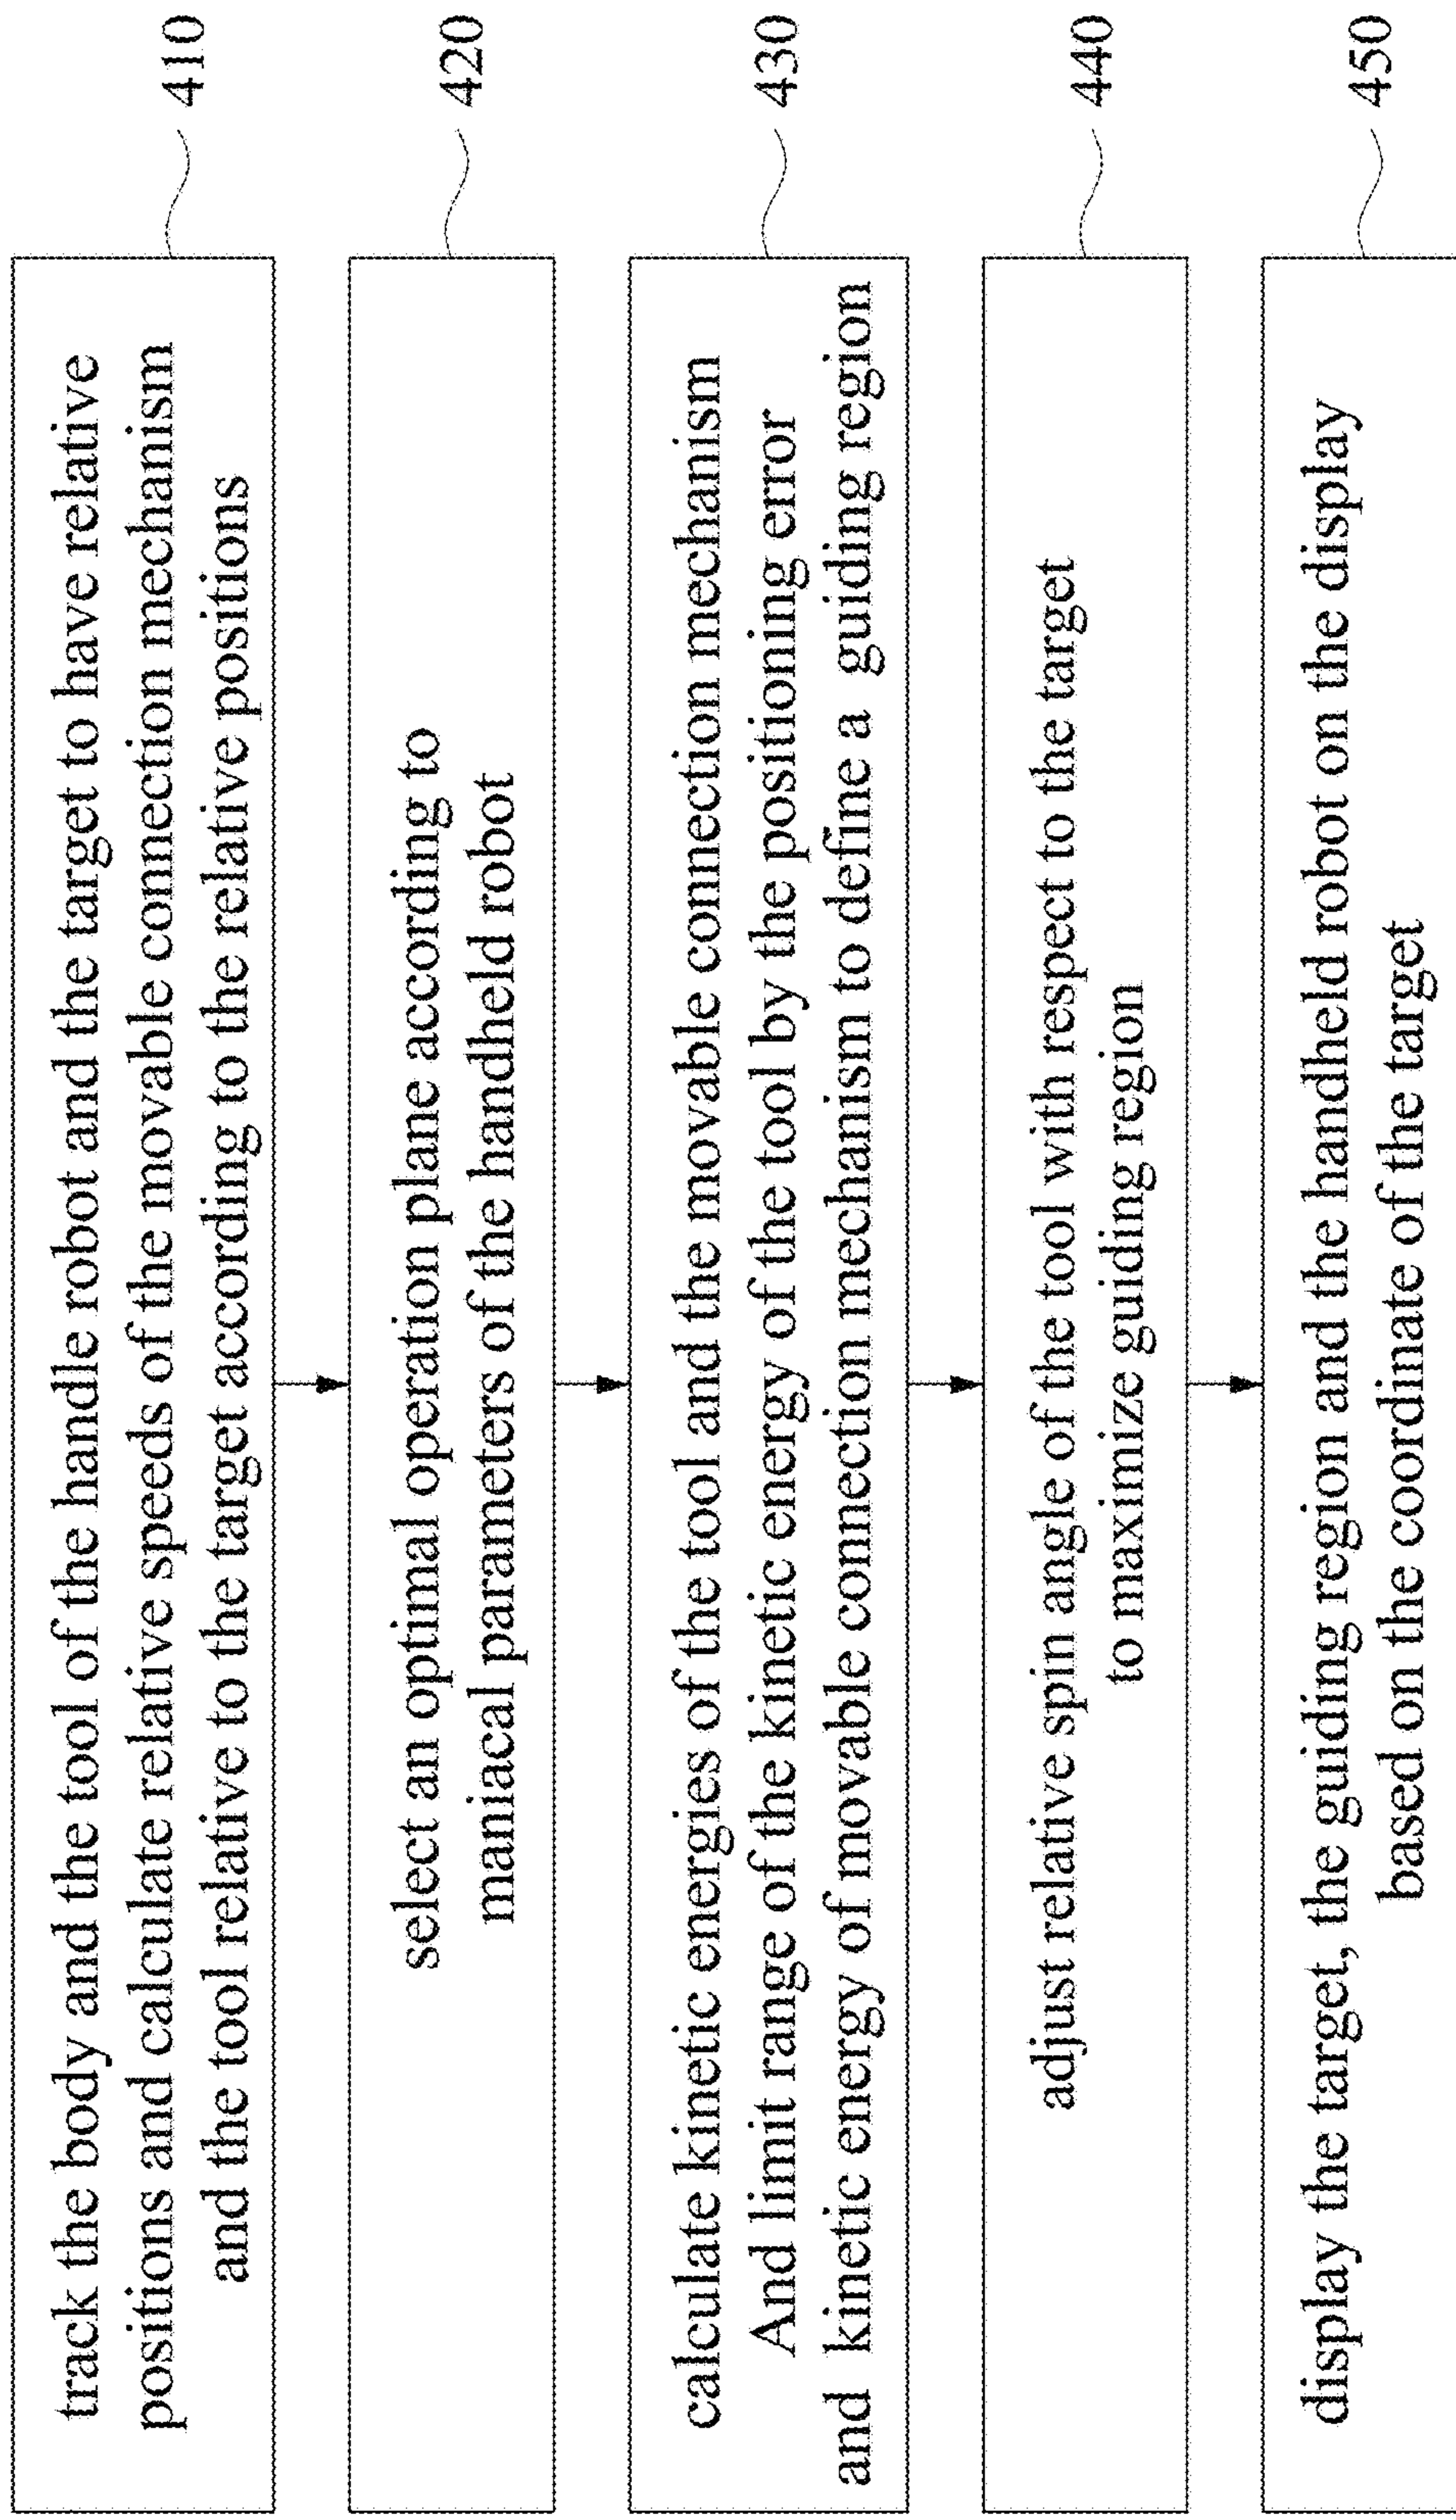 track the body and the tool of the handle robot and the target to have relative
positions and calculate relative speeds of the movable connection mechanism
and the tool relative to the target according to the relative positions
410
select an optimal operation plane according to
maniacal parameters of the handheld robot
420
calculate kinetic energies of the tool and the movable connection mechanism
And limit range of the kinetic energy of the tool by the positioning error
and kinetic energy of movable connection mechanism to define a guiding region
430
adjust relative spin angle of the tool with respect to the target
to maximize guiding region
440
display the target, the guiding region and the handheld robot on the display
based on the coordinate of the target
450